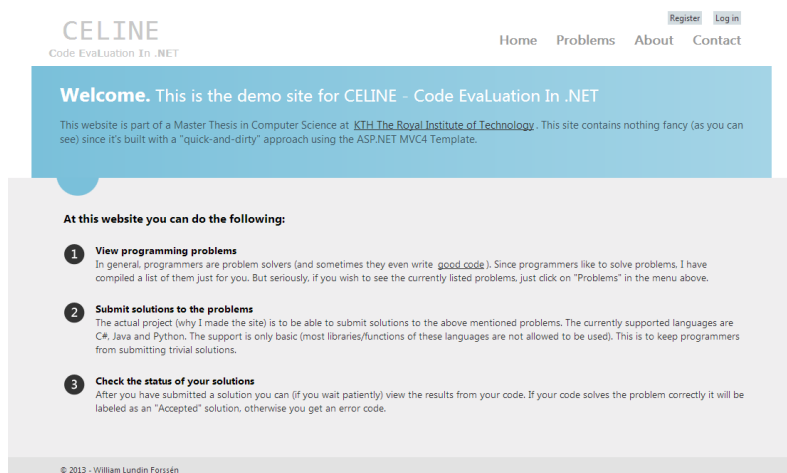 Register Log in
CELINE
Code EvaLuation In .NET
Home Problems About Contact
Welcome. This is the demo site for CELINE - Code EvaLuation In .NET
This website is part of a Master Thesis in Computer Science at KTH The Royal Institute of Technology . This site contains nothing fancy (as you can
see) since it's built with a "quick-and-dirty" approach using the ASP.NET MVC4 Template.
At this website you can do the following:
1 View programming problems
In general, programmers are problem solvers (and sometimes they even write good code ). Since programmers like to solve problems, I have
compiled a list of them just for you. But seriously, if you wish to see the currently listed problems, just click on "Problems" in the menu above.
2 Submit solutions to the problems
The actual project (why I made the site) is to be able to submit solutions to the above mentioned problems. The currently supported languages are
C#, Java and Python. The support is only basic (most libraries/functions of these languages are not allowed to be used). This is to keep programmers
from submitting trivial solutions.
3 Check the status of your solutions
After you have submitted a solution you can (if you wait patiently) view the results from your code. If your code solves the problem correctly it will be
labeled as an "Accepted" solution, otherwise you get an error code.
© 2013 - William Lundin Forssén